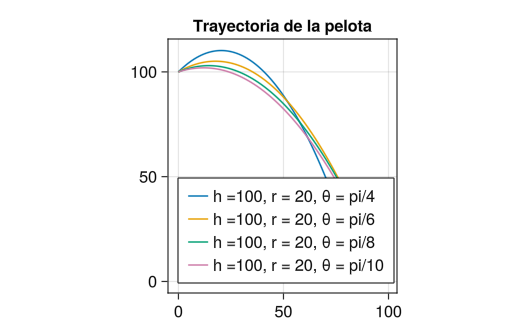 Trayectoria de la pelota
100
50
0
h =100, r = 20, θ = pi/4
h =100, r = 20, θ = pi/6
h =100, r = 20, θ = pi/8
h =100, r = 20, θ = pi/10
0
50
100